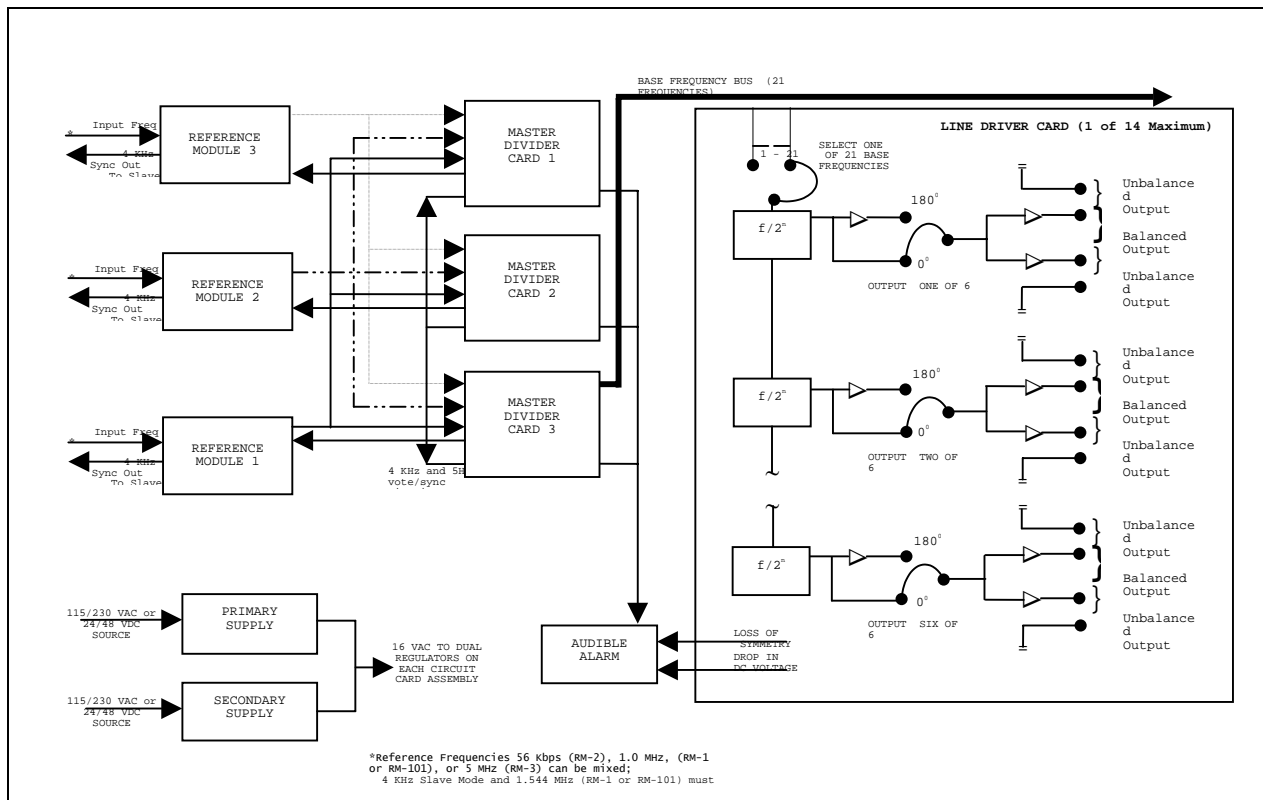 BASE FREQUENCY BUS (21
FREQUENCIES)
LINE DRIVER CARD (1 of 14 Maximum)
* Input Freq
4 KHz
Sync Out
To Slave
REFERENCE
MODULE 3
MASTER
DIVIDER
CARD 1
* Input Freq
4 KHz
Sync Out
To Slave
REFERENCE
MODULE 2
MASTER
DIVIDER
CARD 2
* Input Freq
4 KHz
Sync Out
To Slave
REFERENCE
MODULE 1
MASTER
DIVIDER
CARD 3
4 KHz and 5H
vote/sync
1 - 21
SELECT ONE
OF 21 BASE
FREQUENCIES
f/2ⁿ
180⁰
0⁰
OUTPUT ONE OF 6
Unbalance
d
Output
Balanced
Output
Unbalance
d
Output
f/2ⁿ
180⁰
0⁰
OUTPUT TWO OF
6
Unbalance
d
Output
Balanced
Output
Unbalance
d
Output
f/2ⁿ
180⁰
0⁰
OUTPUT SIX OF
6
Unbalance
d
Output
Balanced
Output
Unbalance
d
Output
115/230 VAC or
24/48 VDC
SOURCE
PRIMARY
SUPPLY
115/230 VAC or
24/48 VDC
SOURCE
SECONDARY
SUPPLY
16 VAC TO DUAL
REGULATORS ON
EACH CIRCUIT
CARD ASSEMBLY
AUDIBLE
ALARM
LOSS OF
SYMMETRY
DROP IN
DC VOLTAGE
*Reference Frequencies 56 Kbps (RM-2), 1.0 MHz, (RM-1
or RM-101), or 5 MHz (RM-3) can be mixed;
4 KHz Slave Mode and 1.544 MHz (RM-1 or RM-101) must